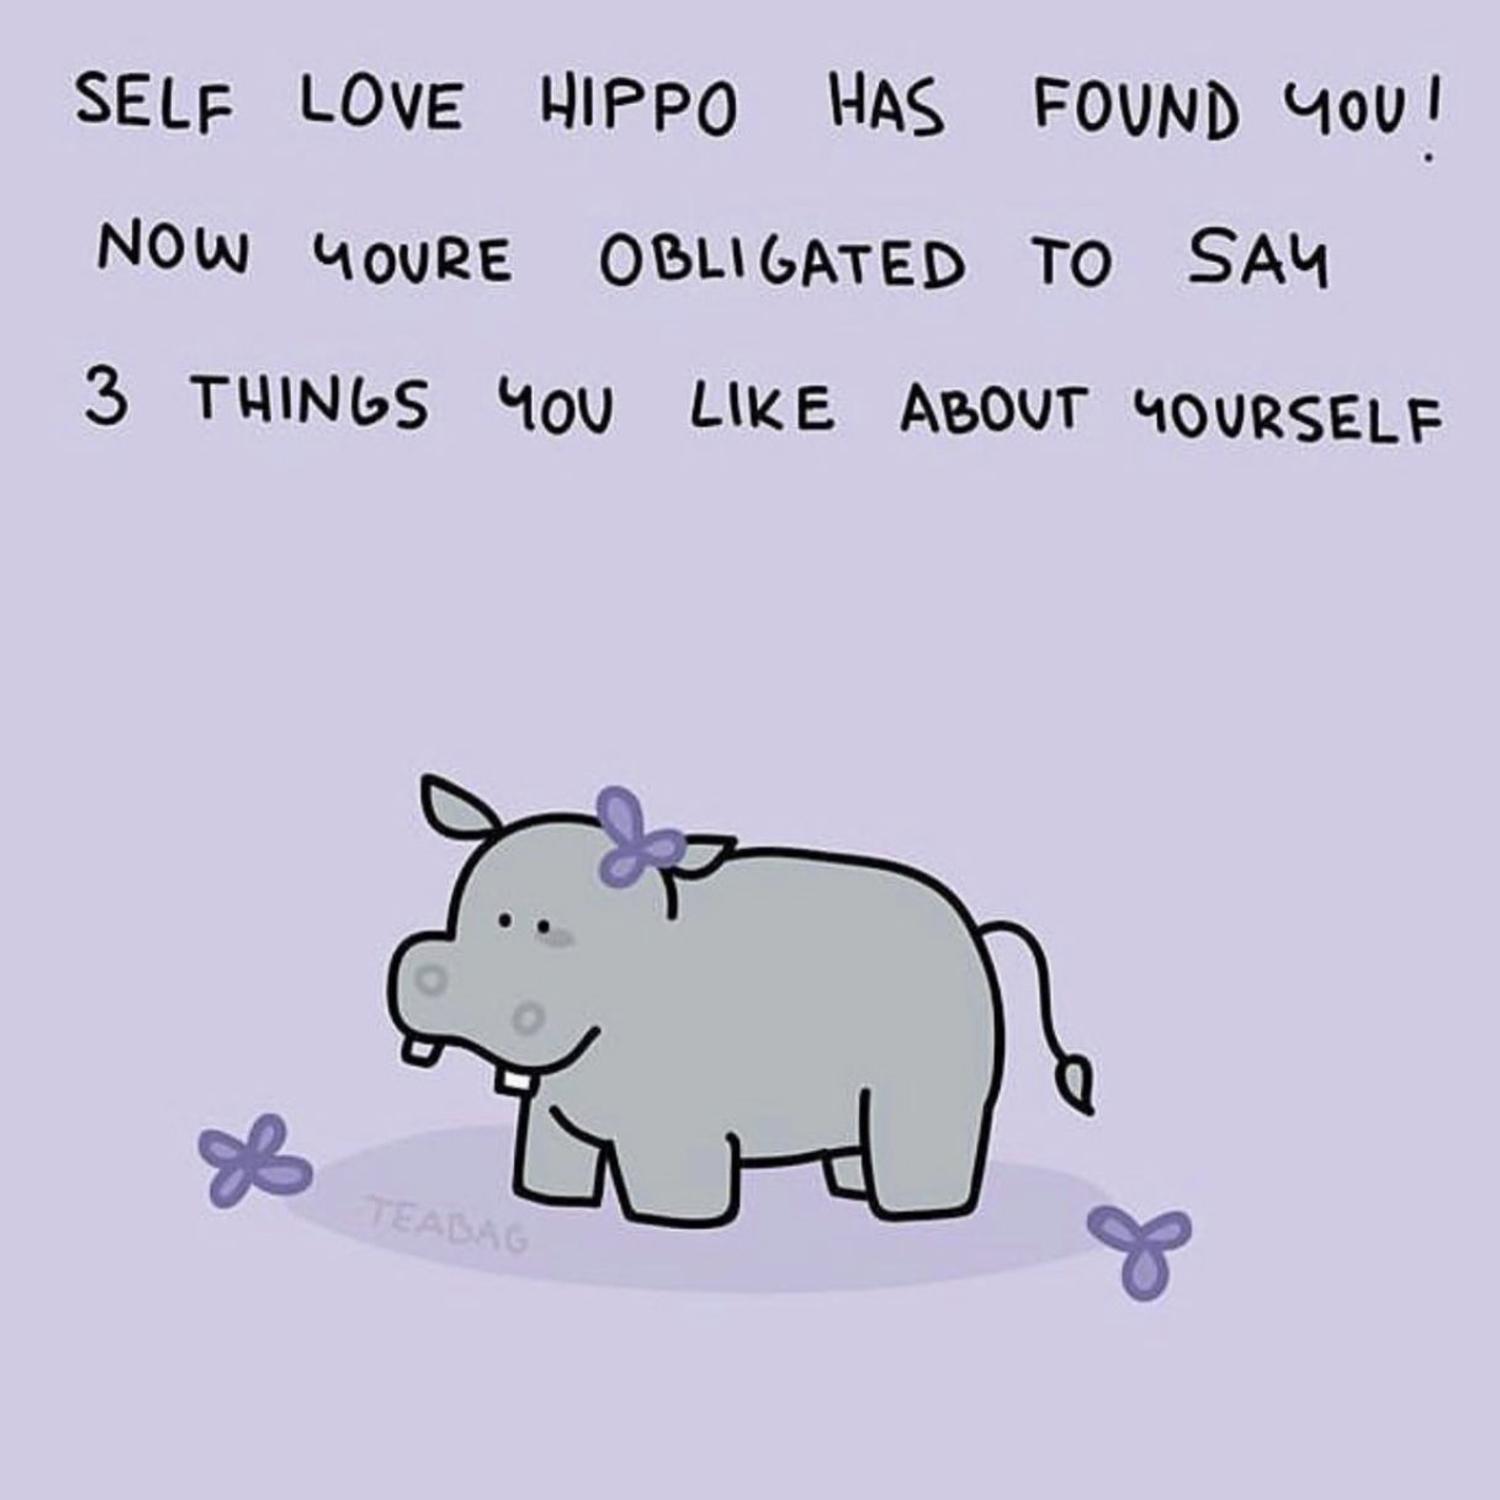 SELF LOVE HIPPO HAS FOUND YOU!
NOW YOURE OBLIGATED TO SAY
3 THINGS YOU LIKE ABOUT YOURSELF
TEABAG